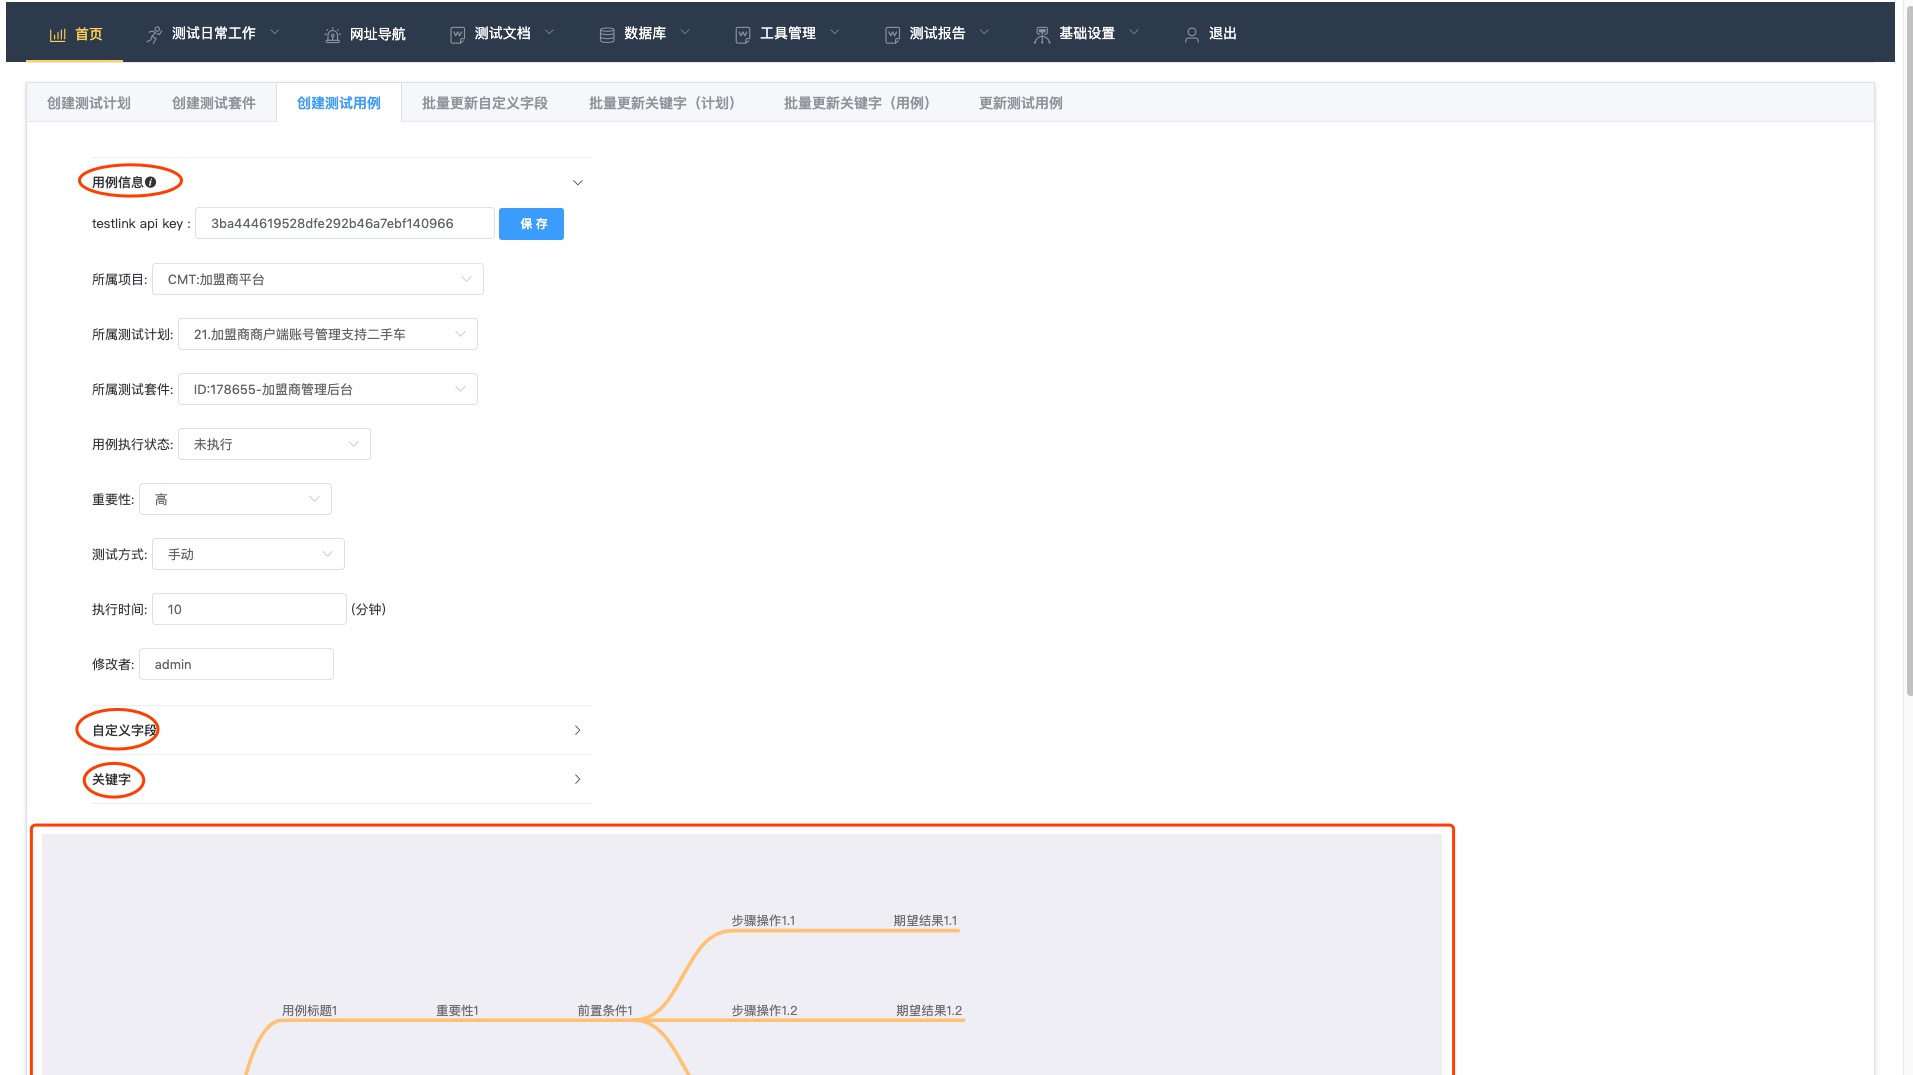 首页 测试日常工作 网址导航 测试文档 数据库 工具管理 测试报告 基础设置 退出
创建测试计划 创建测试套件 创建测试用例 批量更新自定义字段 批量更新关键字（计划） 批量更新关键字（用例） 更新测试用例
用例信息
testlink api key : 3ba444619528dfe292b46a7ebf140966 保 存
所属项目: CMT:加盟商平台
所属测试计划: 21.加盟商商户端账号管理支持二手车
所属测试套件: ID:178655-加盟商管理后台
用例执行状态: 未执行
重要性: 高
测试方式: 手动
执行时间: 10 (分钟)
修改者: admin
自定义字段
关键字
步骤操作1.1 期望结果1.1
用例标题1 重要性1 前置条件1 步骤操作1.2 期望结果1.2